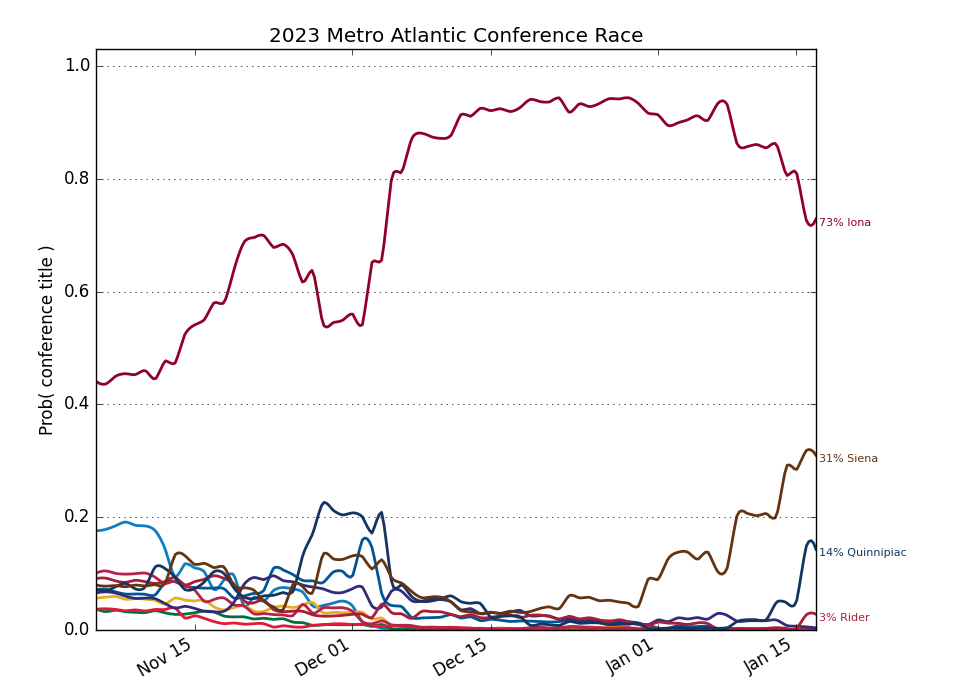 2023 Metro Atlantic Conference Race
Prob( conference title )
1.0
0.8
0.6
0.4
0.2
0.0
73% Iona
31% Siena
14% Quinnipiac
3% Rider
Nov 15
Dec 01
Dec 15
Jan 01
Jan 15